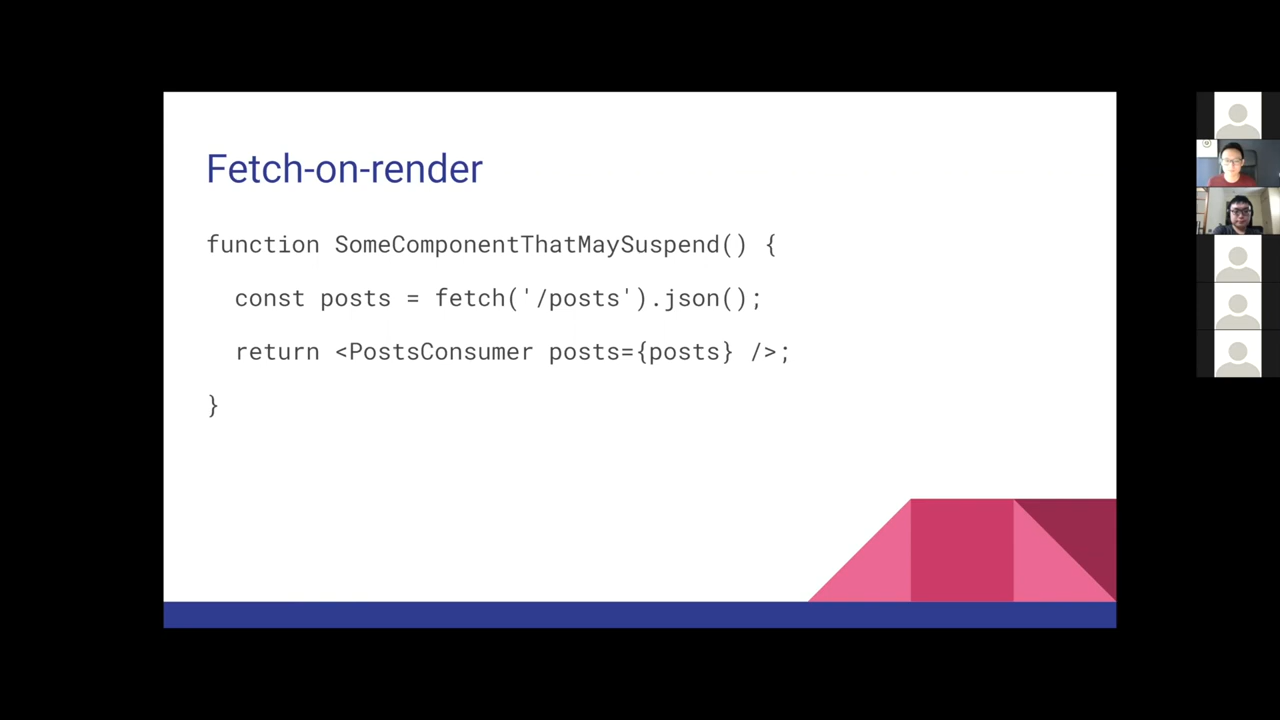 Fetch-on-render
function SomeComponentThatMaySuspend() {
const posts = fetch('/posts').json();
return <PostsConsumer posts={posts} />;
}